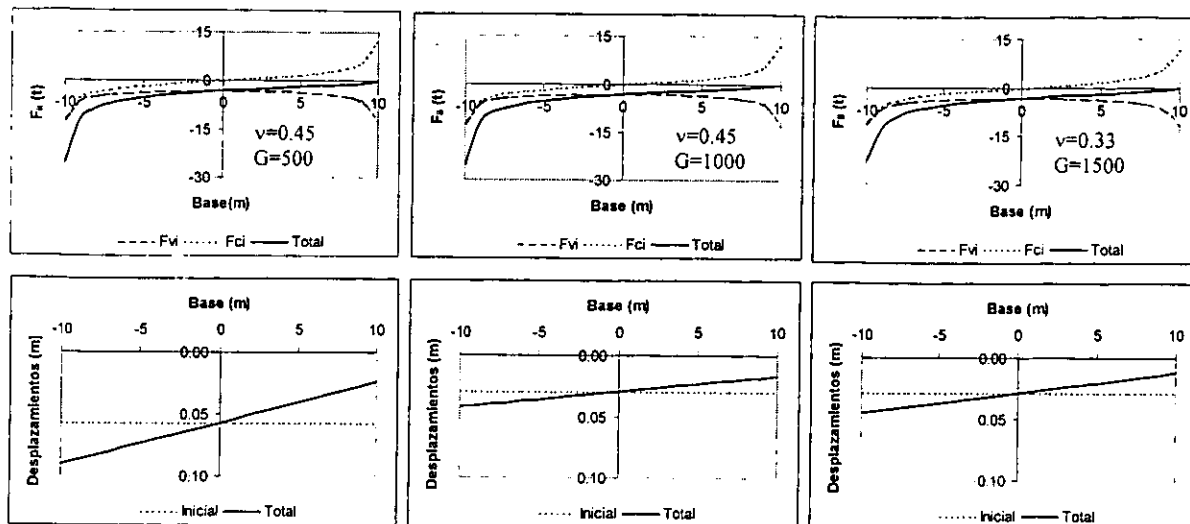 15
0
-10
-5
0
5
10
-15
-30
Fₐ (t)
ν=0.45
G=500
Base(m)
Fvi Fci Total
15
0
-10
-5
0
5
10
-15
-30
Fₐ (t)
ν=0.45
G=1000
Base (m)
Fvi Fci Total
15
0
-10
-5
0
5
10
-15
-30
Fₐ (t)
ν=0.33
G=1500
Base (m)
Fvi Fci Total
Base (m)
-10 -5 0 5 10
0.00
0.05
0.10
Desplazamientos (m)
Inicial Total
Base (m)
-10 -5 0 5 10
0.00
0.05
0.10
Desplazamientos (m)
Inicial Total
Base (m)
-10 -5 0 5 10
0.00
0.05
0.10
Desplazamientos (m)
Inicial Total